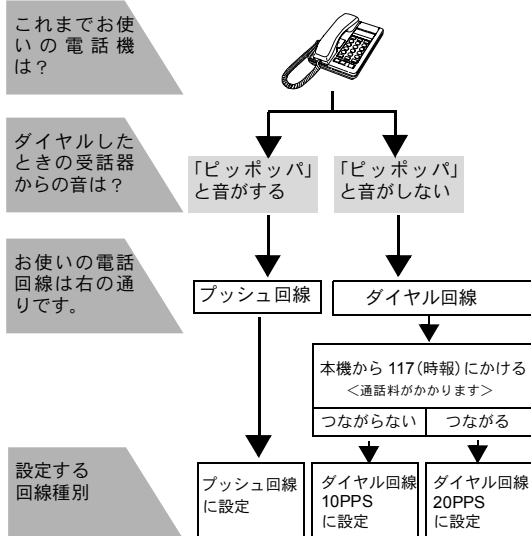 これまでお使
いの電話機
は？
ダイヤルした
ときの受話器
からの音は？
「ピッポッパ」
と音がする
「ピッポッパ」
と音がしない
お使いの電話
回線は右の通
りです。
プッシュ回線
ダイヤル回線
本機から 117（時報）にかける
＜通話料がかかります＞
つながらない
つながる
設定する
回線種別
プッシュ回線
に設定
ダイヤル回線
10PPS
に設定
ダイヤル回線
20PPS
に設定